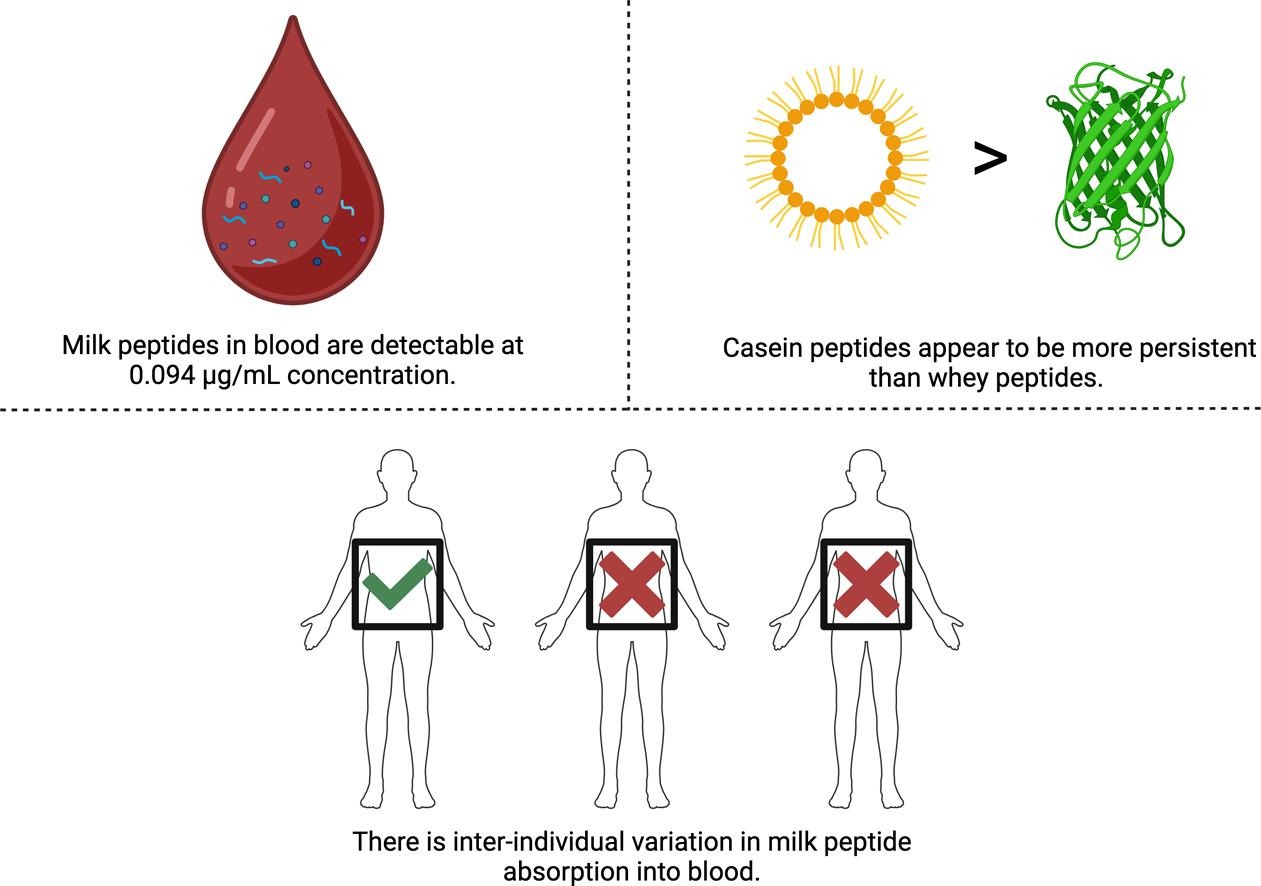 Milk peptides in blood are detectable at
0.094 µg/mL concentration.
>
Casein peptides appear to be more persistent
than whey peptides.
There is inter-individual variation in milk peptide
absorption into blood.